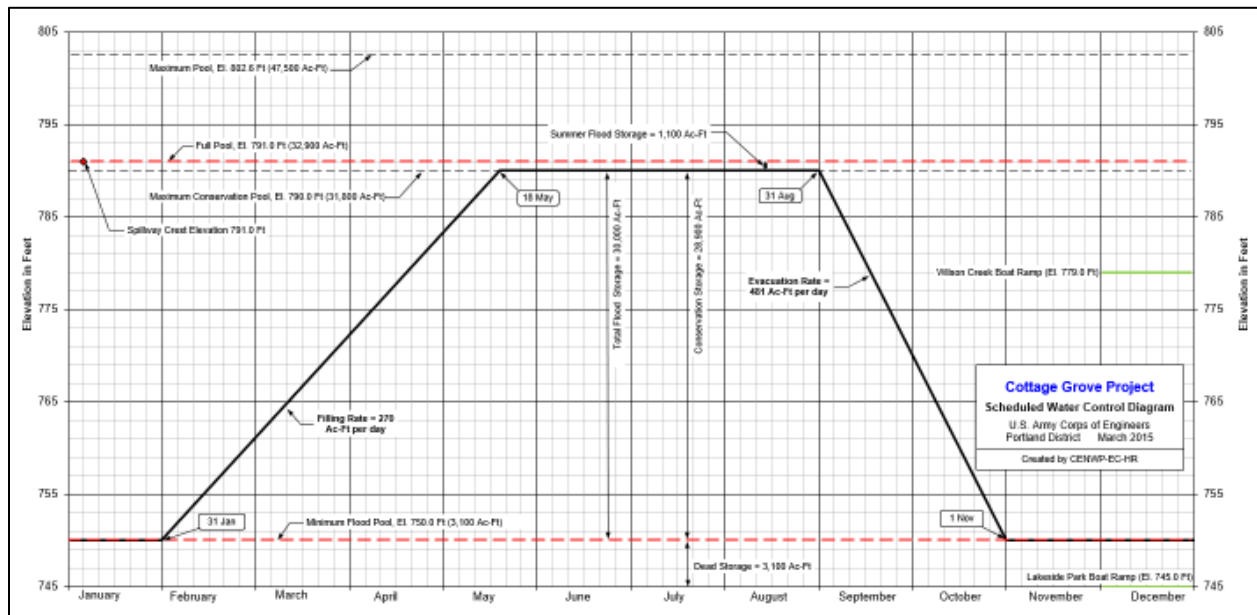 805
805
Maximum Pool, El. 802.6 Ft (47,500 Ac-Ft)
795
795
Summer Flood Storage = 1,100 Ac-Ft
Full Pool, El. 791.0 Ft (32,900 Ac-Ft)
Maximum Conservation Pool, El. 790.0 Ft (31,800 Ac-Ft)
18 May
31 Aug
785
785
Spillway Crest Elevation 791.0 Ft
Elevation in Feet
Total Flood Storage = 30,000 Ac-Ft
Conservation Storage = 28,900 Ac-Ft
Evacuation Rate =
481 Ac-Ft per day
Wilson Creek Boat Ramp (El. 779.0 Ft)
Elevation in Feet
775
775
765
765
Filling Rate = 270
Ac-Ft per day
Cottage Grove Project
Scheduled Water Control Diagram
U.S. Army Corps of Engineers
Portland District March 2015
Created by CENWP-EC-HR
755
755
31 Jan
Minimum Flood Pool, El. 750.0 Ft (3,100 Ac-Ft)
1 Nov
Dead Storage = 3,100 Ac-Ft
Lakeside Park Boat Ramp (El. 745.0 Ft)
745
745
January February March April May June July August September October November December